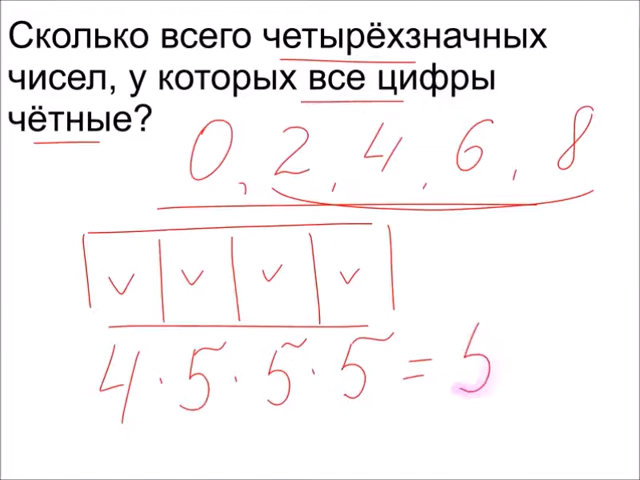 Сколько всего четырёхзначных
чисел, у которых все цифры
чётные?
0, 2, 4, 6, 8
4 · 5 · 5 · 5 = 5